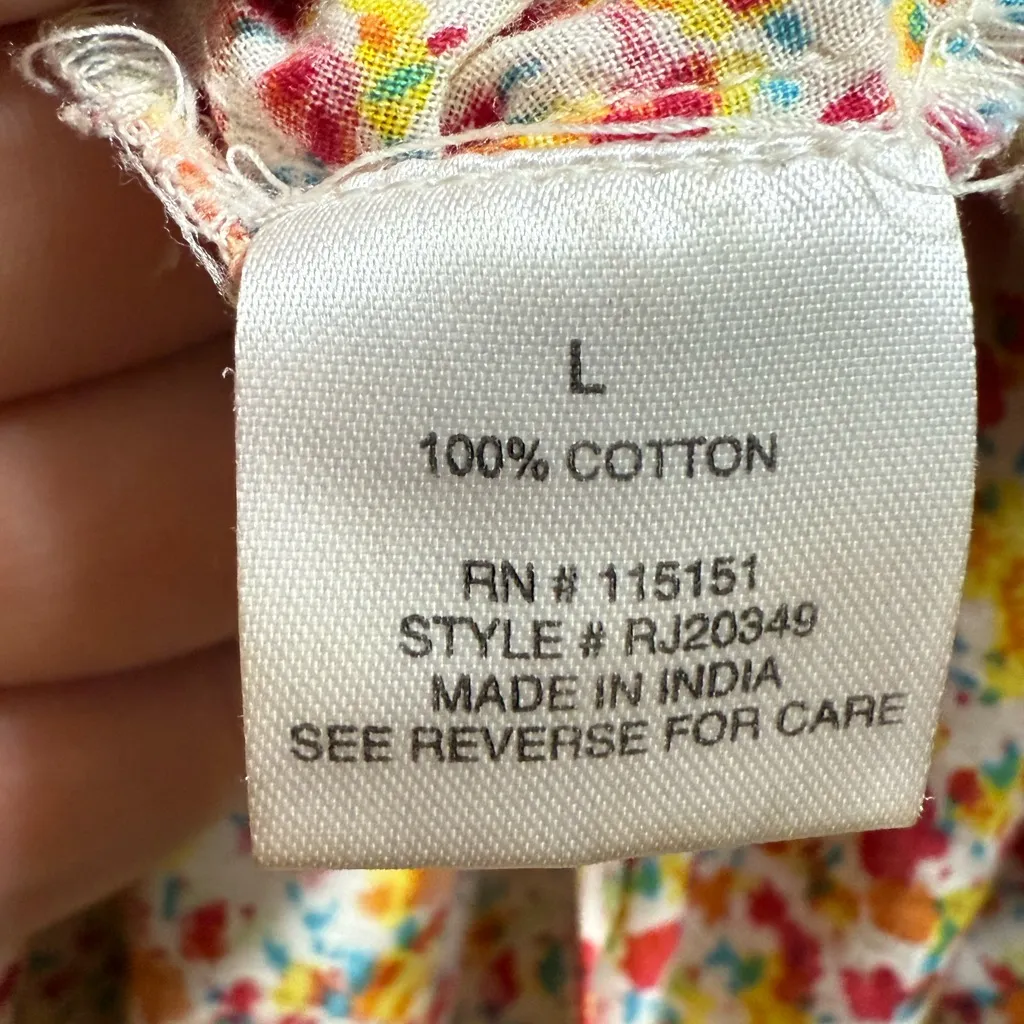 L
100% COTTON
RN # 115151
STYLE # RJ20349
MADE IN INDIA
SEE REVERSE FOR CARE